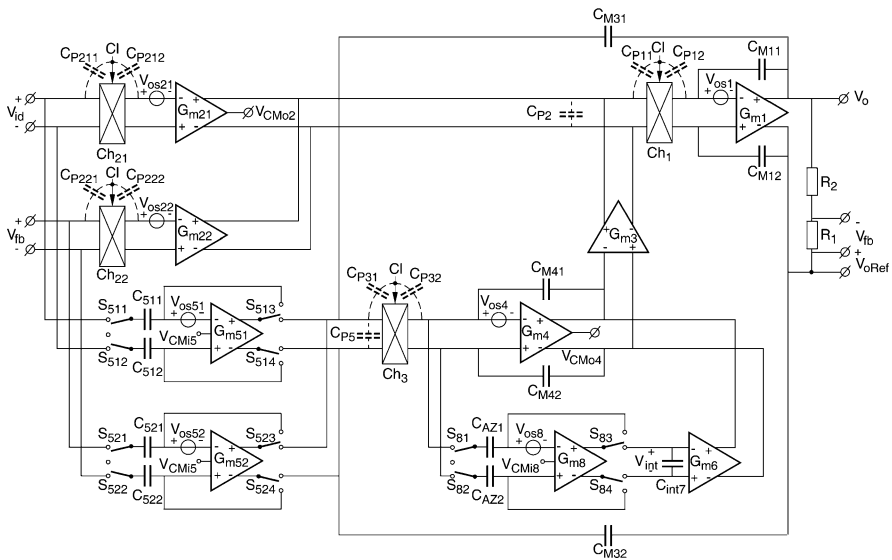 CM31
CP211 CI CP212
CP11 CI CP12
CM11
Vos21
+ -
Gm21
VCMo2
+
Vid
-
Ch21
CP2
Vos1
+ -
Gm1
Vo
Ch1
CM12
CP221 CI CP222
Vos22
+ -
Gm22
+
Vfb
-
Ch22
R2
-
Vfb
R1
+
VoRef
Gm3
CP31 CI CP32
CM41
S511 C511 Vos51 S513
+ -
VCMi5
Gm51
S512 C512 S514
CP5
Ch3
Vos4
+ -
Gm4
VCMo4
CM42
S521 C521 Vos52 S523
+ -
VCMi5
Gm52
S522 C522 S524
S81 CAZ1 Vos8 S83
+ -
VCMi8
Gm8
S82 CAZ2 S84
+
Vint
-
Cint7
Gm6
CM32